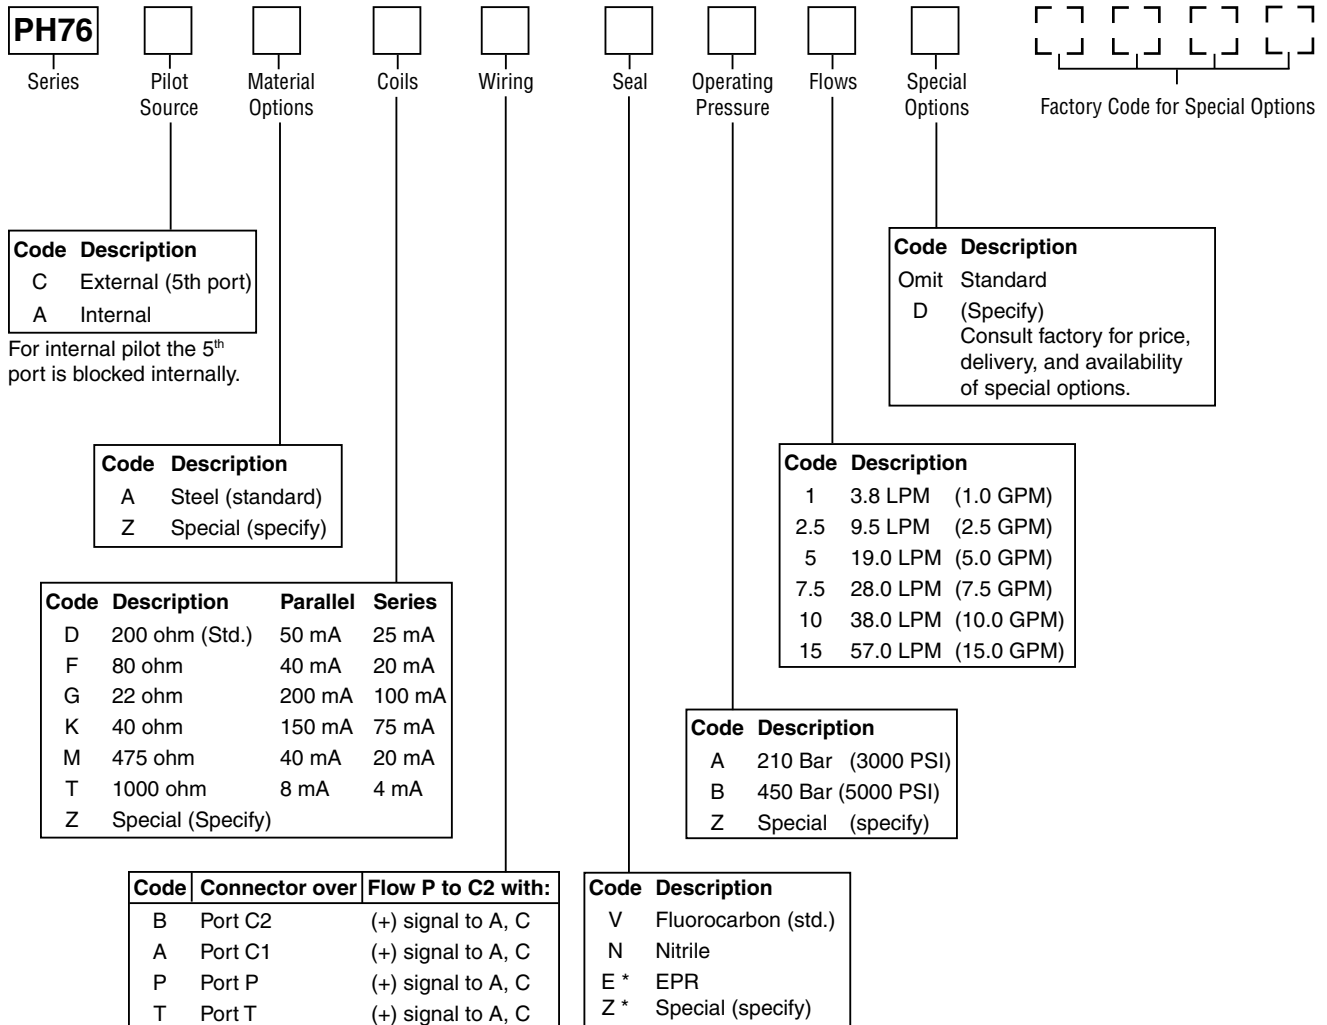 PH76
Series
Pilot Source
Material Options
Coils
Wiring
Seal
Operating Pressure
Flows
Special Options
Factory Code for Special Options
Code Description
C External (5th port)
A Internal
For internal pilot the 5th
port is blocked internally.
Code Description
Omit Standard
D (Specify)
Consult factory for price,
delivery, and availability
of special options.
Code Description
A Steel (standard)
Z Special (specify)
Code Description
1 3.8 LPM (1.0 GPM)
2.5 9.5 LPM (2.5 GPM)
5 19.0 LPM (5.0 GPM)
7.5 28.0 LPM (7.5 GPM)
10 38.0 LPM (10.0 GPM)
15 57.0 LPM (15.0 GPM)
Code Description Parallel Series
D 200 ohm (Std.) 50 mA 25 mA
F 80 ohm 40 mA 20 mA
G 22 ohm 200 mA 100 mA
K 40 ohm 150 mA 75 mA
M 475 ohm 40 mA 20 mA
T 1000 ohm 8 mA 4 mA
Z Special (Specify)
Code Description
A 210 Bar (3000 PSI)
B 450 Bar (5000 PSI)
Z Special (specify)
Code Connector over Flow P to C2 with:
B Port C2 (+) signal to A, C
A Port C1 (+) signal to A, C
P Port P (+) signal to A, C
T Port T (+) signal to A, C
Code Description
V Fluorocarbon (std.)
N Nitrile
E * EPR
Z * Special (specify)